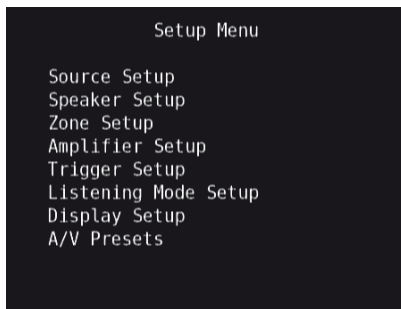 Setup Menu
Source Setup
Speaker Setup
Zone Setup
Amplifier Setup
Trigger Setup
Listening Mode Setup
Display Setup
A/V Presets